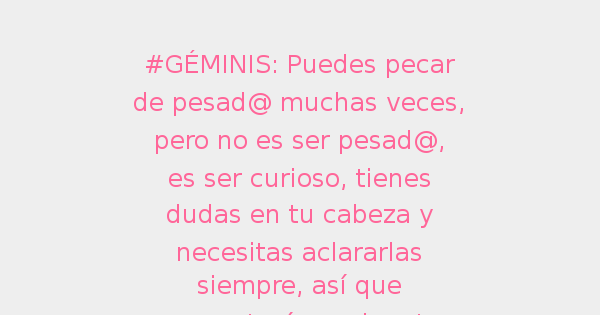 #GÉMINIS: Puedes pecar
de pesad@ muchas veces,
pero no es ser pesad@,
es ser curioso, tienes
dudas en tu cabeza y
necesitas aclararlas
siempre, así que